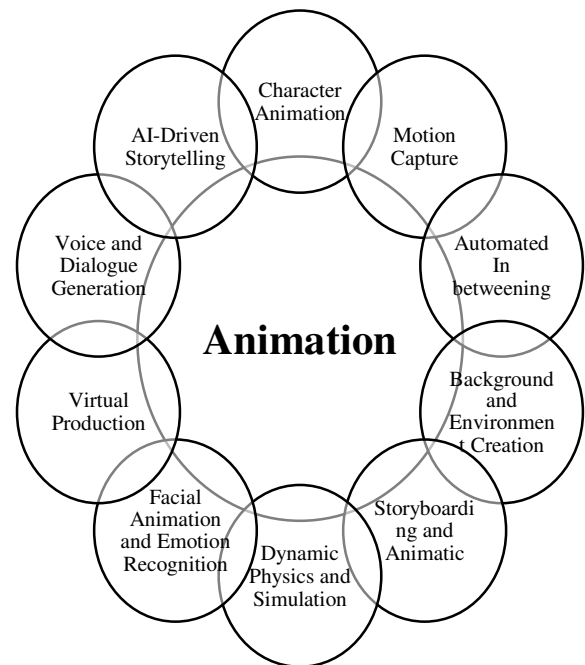 Character
Animation
Motion
Capture
Automated
In
betweening
Background
and
Environmen
t Creation
Storyboardi
ng and
Animatic
Dynamic
Physics and
Simulation
Facial
Animation
and Emotion
Recognition
Virtual
Production
Voice and
Dialogue
Generation
AI-Driven
Storytelling
Animation